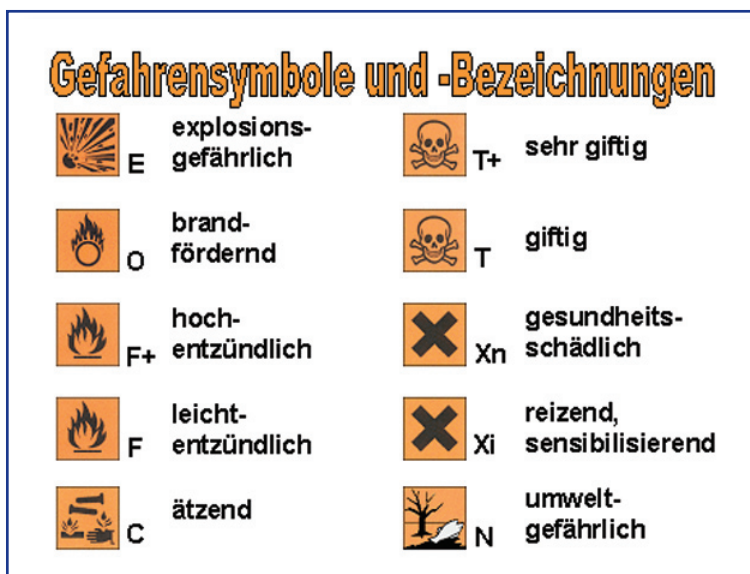 Gefahrensymbole und -Bezeichnungen
E
explosions-
gefährlich
O
brand-
fördernd
F+
hoch-
entzündlich
F
leicht-
entzündlich
C
ätzend
T+
sehr giftig
T
giftig
Xn
gesundheits-
schädlich
Xi
reizend,
sensibilisierend
N
umwelt-
gefährlich